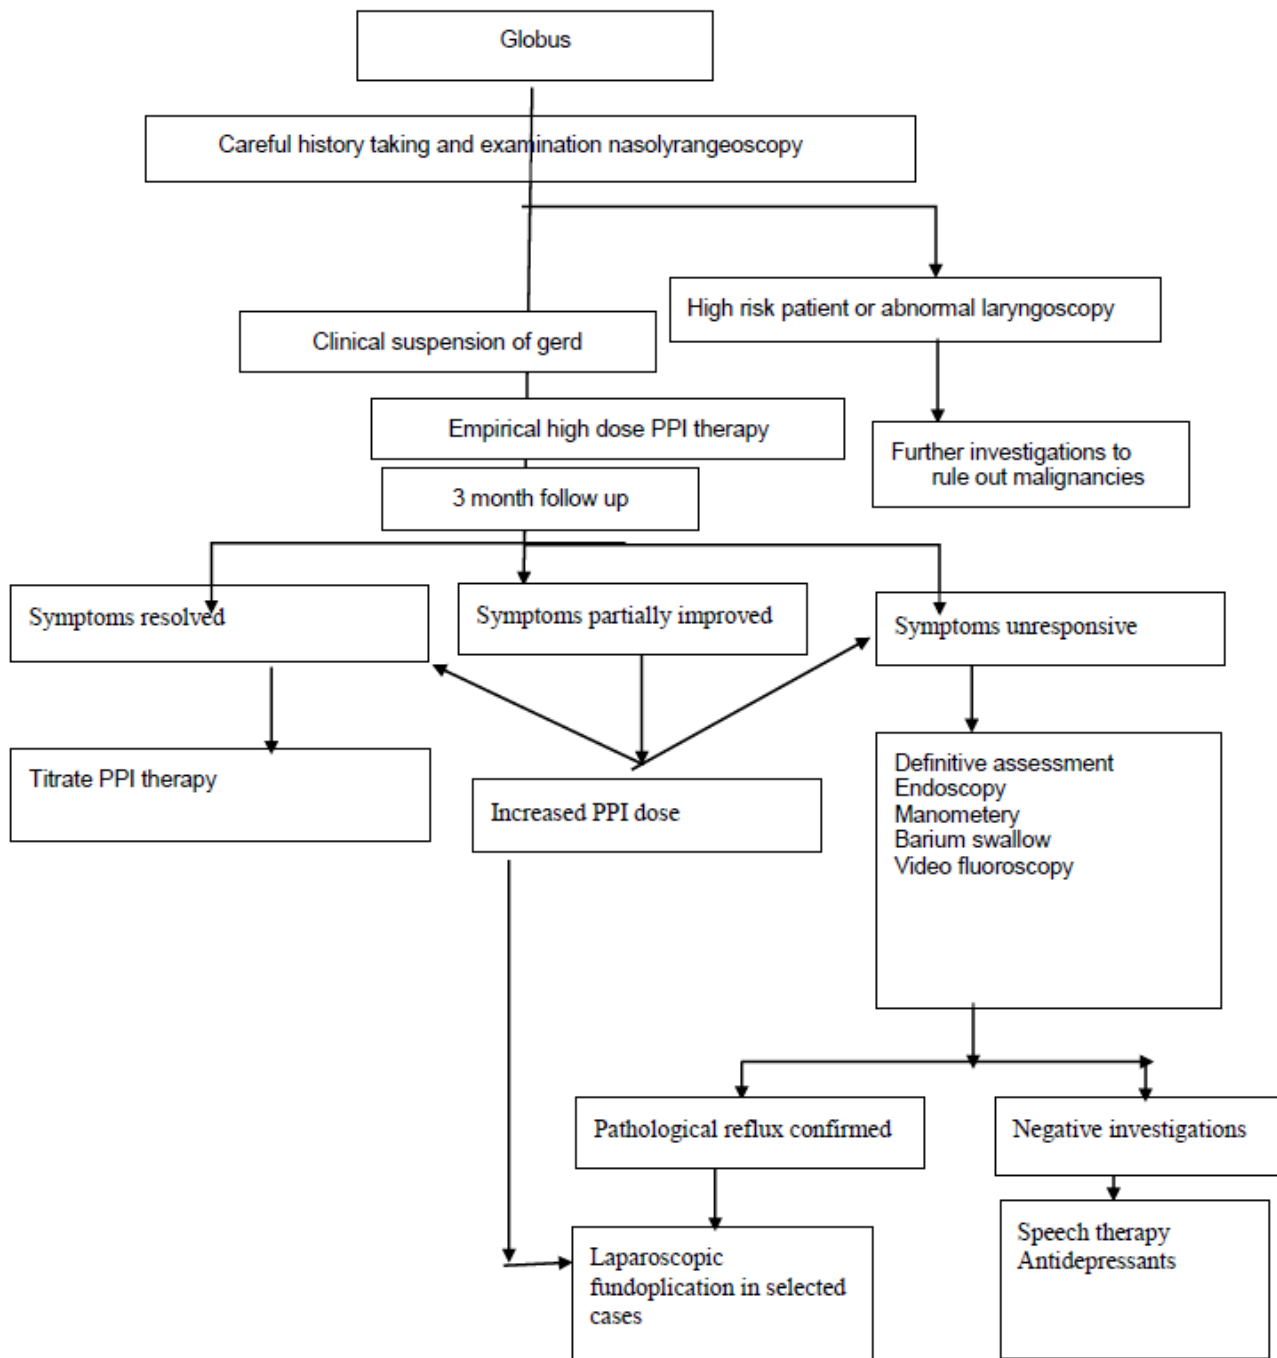 Globus
Careful history taking and examination nasolyrangeoscopy
High risk patient or abnormal laryngoscopy
Clinical suspension of gerd
Empirical high dose PPI therapy
Further investigations to
rule out malignancies
3 month follow up
Symptoms resolved
Symptoms partially improved
Symptoms unresponsive
Titrate PPI therapy
Increased PPI dose
Definitive assessment
Endoscopy
Manometery
Barium swallow
Video fluoroscopy
Pathological reflux confirmed
Negative investigations
Laparoscopic
fundoplication in selected
cases
Speech therapy
Antidepressants